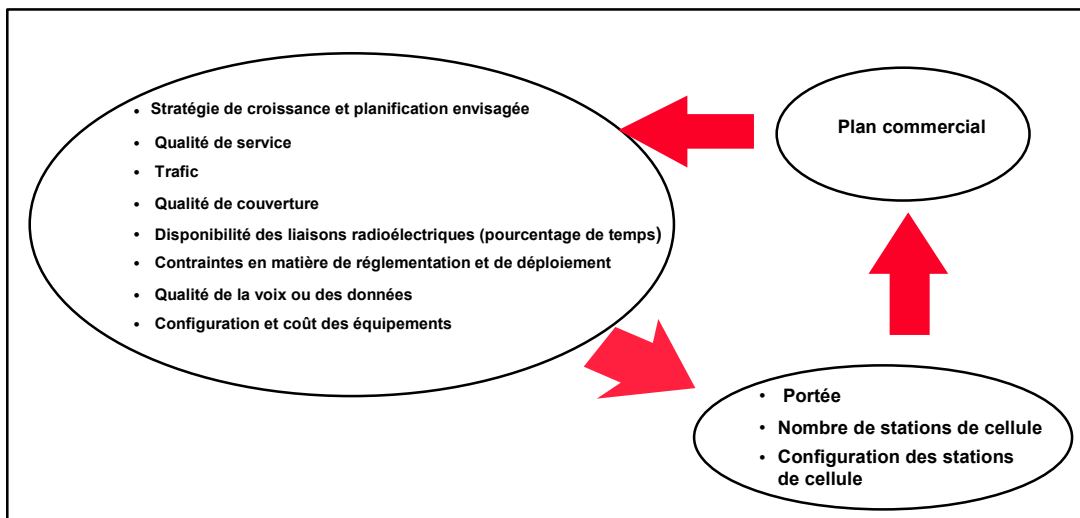 • Stratégie de croissance et planification envisagée
• Qualité de service
• Trafic
• Qualité de couverture
• Disponibilité des liaisons radioélectriques (pourcentage de temps)
• Contraintes en matière de réglementation et de déploiement
• Qualité de la voix ou des données
• Configuration et coût des équipements
Plan commercial
• Portée
• Nombre de stations de cellule
• Configuration des stations
de cellule